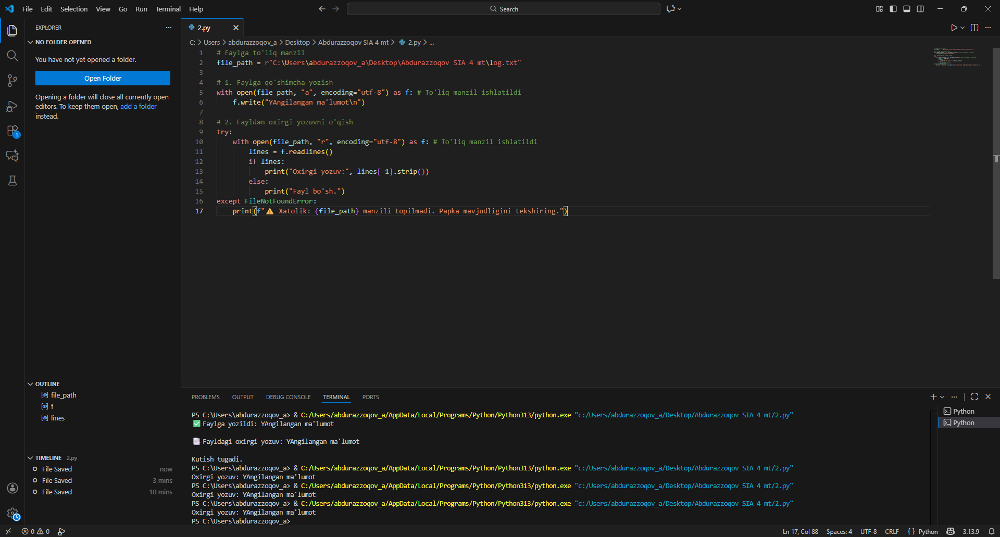 File Edit Selection View Go Run Terminal Help
Search
EXPLORER
NO FOLDER OPENED
You have not yet opened a folder.
Open Folder
Opening a folder will close all currently open
editors. To keep them open, add a folder
instead.
OUTLINE
file_path
f
lines
TIMELINE 2.py
File Saved now
File Saved 3 mins
File Saved 10 mins
2.py
C: > Users > abdurazzoqov_a > Desktop > Abdurazzoqov SIA 4 mt > 2.py > ...
1 # Faylga to'liq manzil
2 file_path = r"C:\Users\abdurazzoqov_a\Desktop\Abdurazzoqov SIA 4 mt\log.txt"
3
4 # 1. Faylga qo'shimcha yozish
5 with open(file_path, "a", encoding="utf-8") as f: # To'liq manzil ishlatildi
6 f.write("YAngilangan ma'lumot\n")
7
8 # 2. Fayldan oxirgi yozuvni o'qish
9 try:
10 with open(file_path, "r", encoding="utf-8") as f: # To'liq manzil ishlatildi
11 lines = f.readlines()
12 if lines:
13 print("Oxirgi yozuv:", lines[-1].strip())
14 else:
15 print("Fayl bo'sh.")
16 except FileNotFoundError:
17 print(f"⚠️ Xatolik: {file_path} manzili topilmadi. Papka mavjudligini tekshiring.")
PROBLEMS OUTPUT DEBUG CONSOLE TERMINAL PORTS
PS C:\Users\abdurazzoqov_a> & C:/Users/abdurazzoqov_a/AppData/Local/Programs/Python/Python313/python.exe "c:/Users/abdurazzoqov_a/Desktop/Abdurazzoqov SIA 4 mt/2.py"
✅ Faylga yozildi: YAngilangan ma'lumot
📑 Fayldagi oxirgi yozuv: YAngilangan ma'lumot
Kutish tugadi.
PS C:\Users\abdurazzoqov_a> & C:/Users/abdurazzoqov_a/AppData/Local/Programs/Python/Python313/python.exe "c:/Users/abdurazzoqov_a/Desktop/Abdurazzoqov SIA 4 mt/2.py"
Oxirgi yozuv: YAngilangan ma'lumot
PS C:\Users\abdurazzoqov_a> & C:/Users/abdurazzoqov_a/AppData/Local/Programs/Python/Python313/python.exe "c:/Users/abdurazzoqov_a/Desktop/Abdurazzoqov SIA 4 mt/2.py"
Oxirgi yozuv: YAngilangan ma'lumot
PS C:\Users\abdurazzoqov_a> & C:/Users/abdurazzoqov_a/AppData/Local/Programs/Python/Python313/python.exe "c:/Users/abdurazzoqov_a/Desktop/Abdurazzoqov SIA 4 mt/2.py"
Oxirgi yozuv: YAngilangan ma'lumot
PS C:\Users\abdurazzoqov_a>
Python
Python
1
0 0
Ln 17, Col 88 Spaces: 4 UTF-8 CRLF { } Python 3.13.9